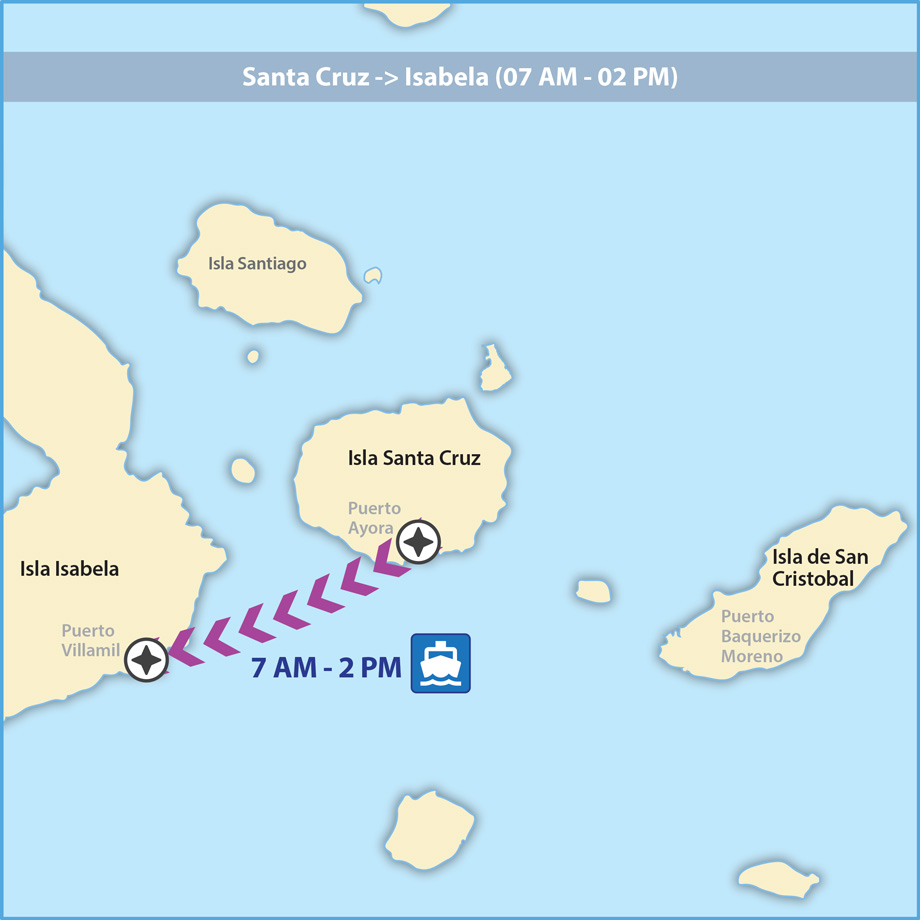 Santa Cruz -> Isabela (07 AM - 02 PM)
Isla Santiago
Isla Santa Cruz
Puerto
Ayora
Isla de San
Cristobal
Isla Isabela
Puerto
Baquerizo
Moreno
Puerto
Villamil
7 AM - 2 PM